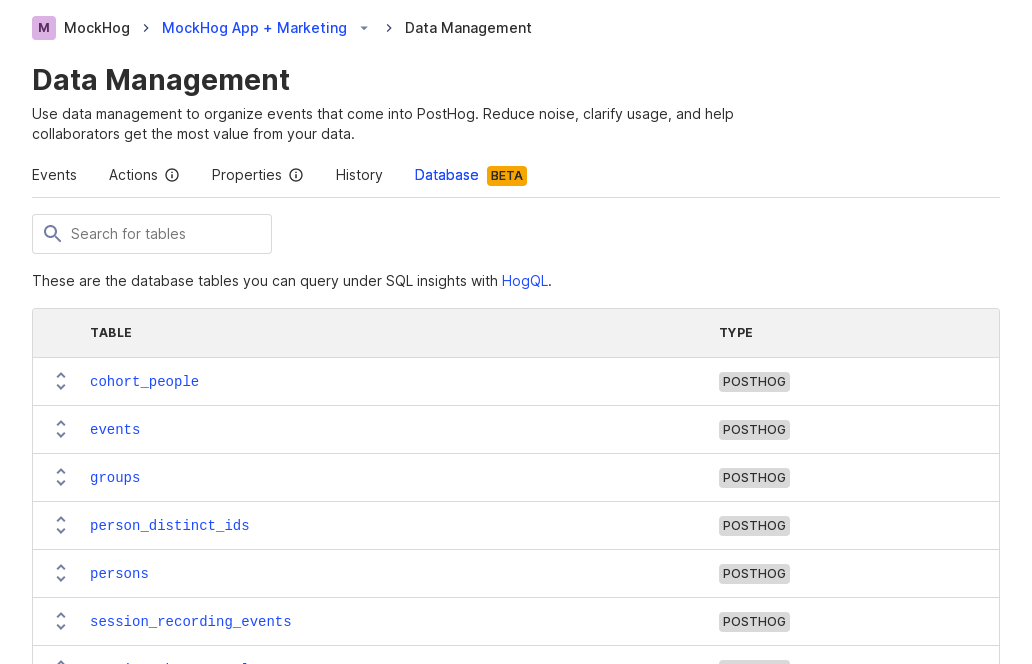 M MockHog MockHog App + Marketing Data Management
Data Management
Use data management to organize events that come into PostHog. Reduce noise, clarify usage, and help
collaborators get the most value from your data.
Events Actions Properties History Database BETA
Search for tables
These are the database tables you can query under SQL insights with HogQL.
TABLE TYPE
cohort_people POSTHOG
events POSTHOG
groups POSTHOG
person_distinct_ids POSTHOG
persons POSTHOG
session_recording_events POSTHOG